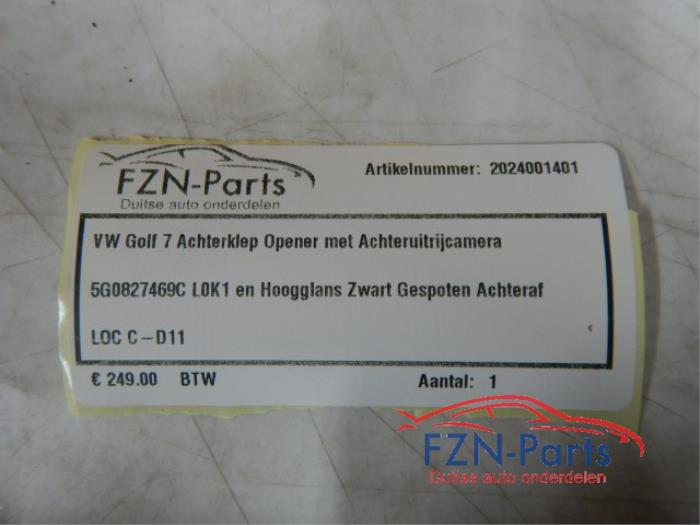 FZN-Parts
Duitse auto onderdelen
Artikelnummer: 2024001401
VW Golf 7 Achterklep Opener met Achteruitrijcamera
5G0827469C L0K1 en Hoogglans Zwart Gespoten Achteraf
LOC C-D11
€ 249.00 BTW
Aantal: 1
FZN-Parts
Duitse auto onderdelen